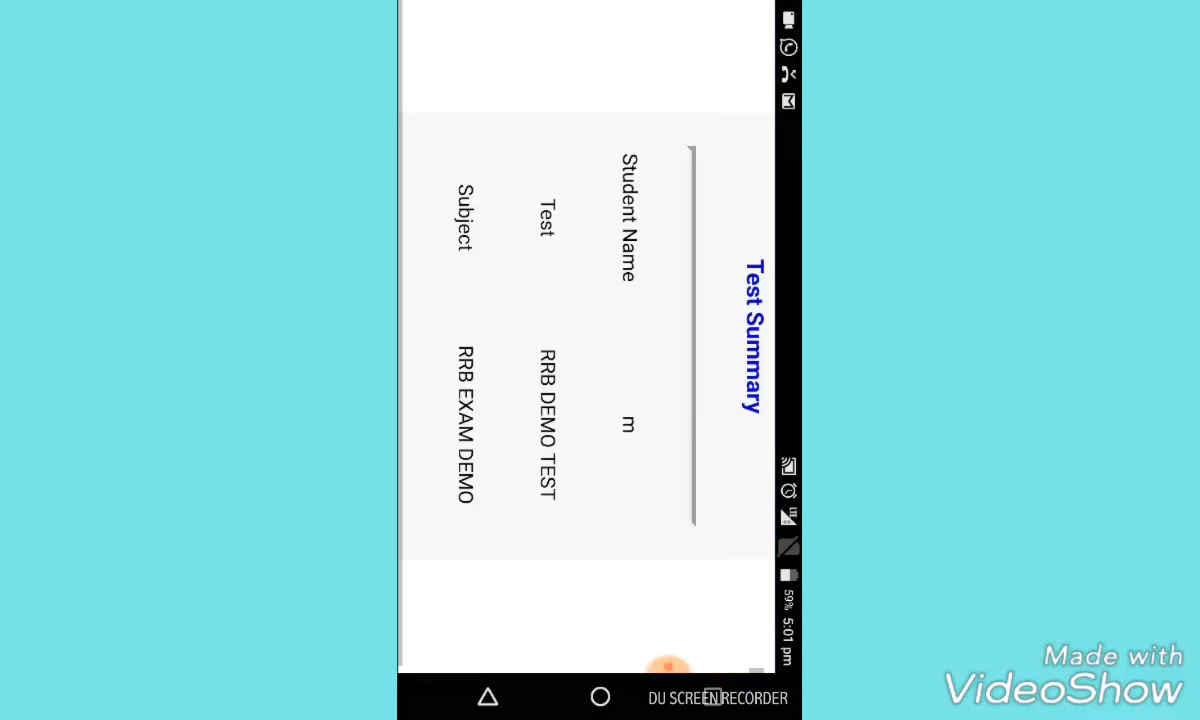 59% 5:01 pm
LTE
Test Summary
Student Name m
Test RRB DEMO TEST
Subject RRB EXAM DEMO
DU SCREEN RECORDER
Made with
VideoShow